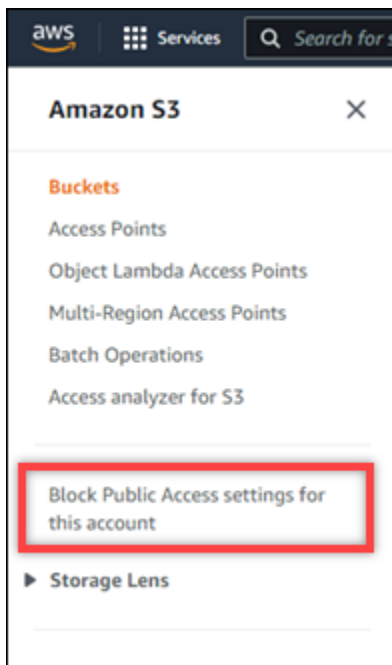 aws
Services
Search for s
Amazon S3
Buckets
Access Points
Object Lambda Access Points
Multi-Region Access Points
Batch Operations
Access analyzer for S3
Block Public Access settings for
this account
Storage Lens